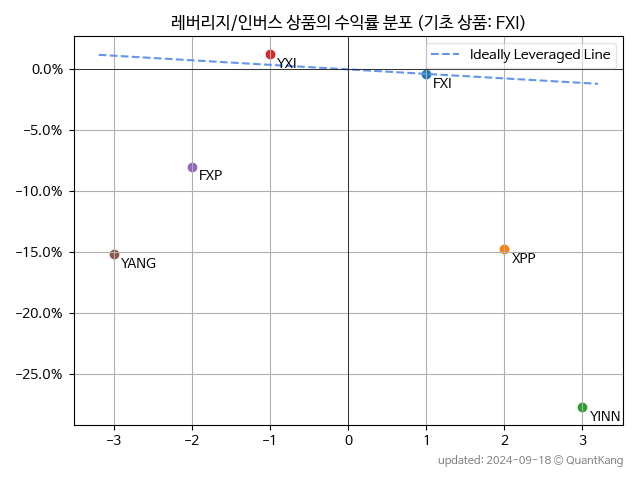 레버리지/인버스 상품의 수익률 분포 (기초 상품: FXI)
Ideally Leveraged Line
0.0%
YXI
FXI
-5.0%
FXP
-10.0%
-15.0%
YANG
XPP
-20.0%
-25.0%
YINN
-3 -2 -1 0 1 2 3
updated: 2024-09-18 © QuantKang